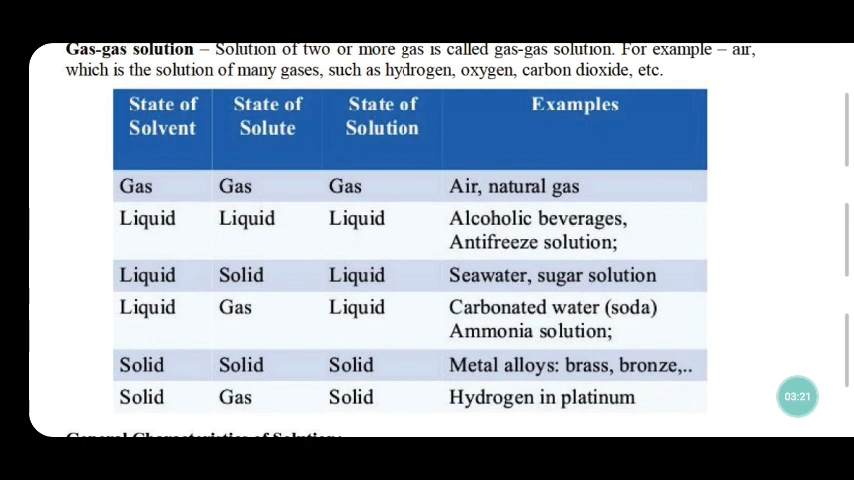 Gas-gas solution – Solution of two or more gas is called gas-gas solution. For example – air,
which is the solution of many gases, such as hydrogen, oxygen, carbon dioxide, etc.
State of Solvent State of Solute State of Solution Examples
Gas Gas Gas Air, natural gas
Liquid Liquid Liquid Alcoholic beverages,
Antifreeze solution;
Liquid Solid Liquid Seawater, sugar solution
Liquid Gas Liquid Carbonated water (soda)
Ammonia solution;
Solid Solid Solid Metal alloys: brass, bronze,..
Solid Gas Solid Hydrogen in platinum
03:21
General Characteristics of Solution: